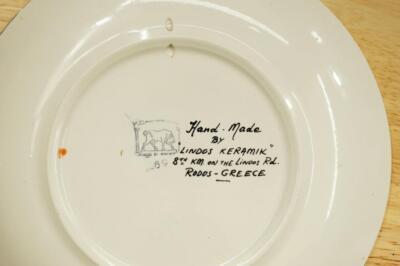 Hand-Made
BY
"LINDOS KERAMIK"
8TH KM. ON THE LINDOS Rd.
RODOS-GREECE